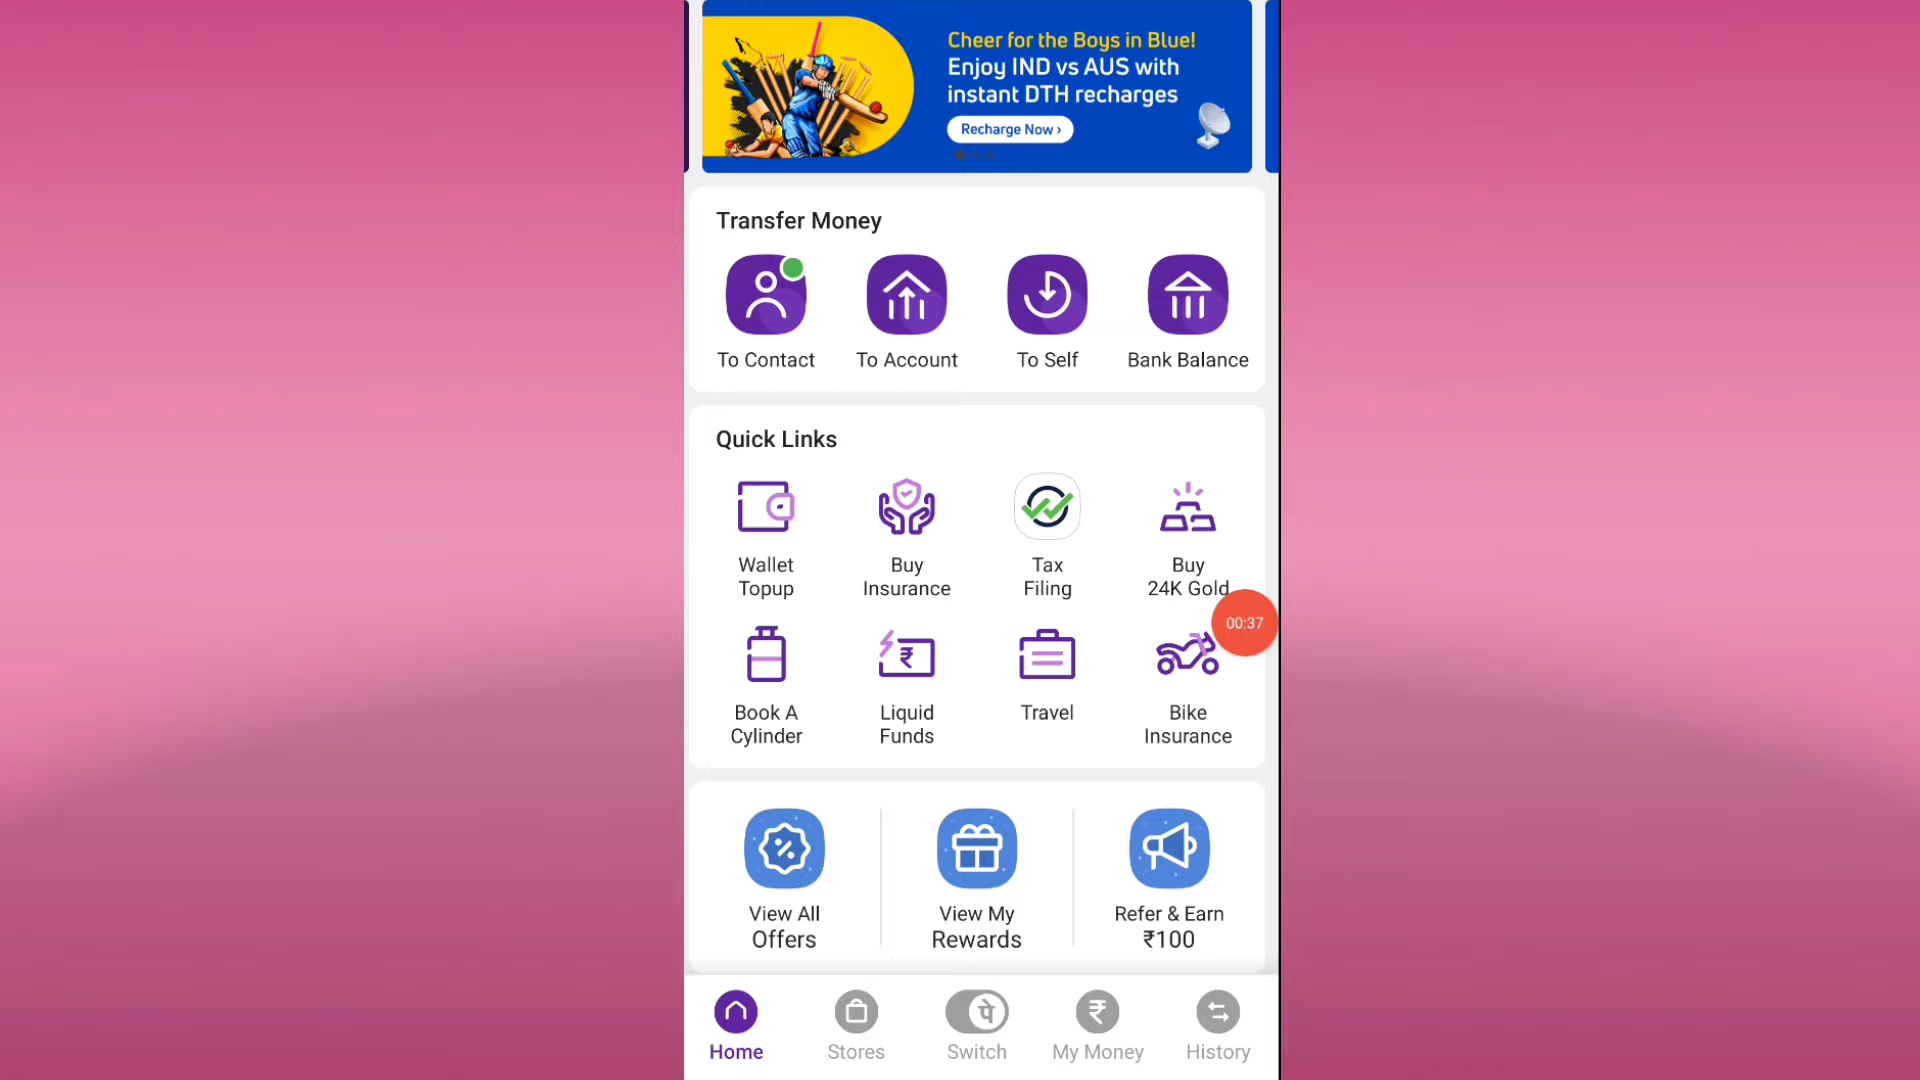 Cheer for the Boys in Blue!
Enjoy IND vs AUS with
instant DTH recharges
Recharge Now ›
Transfer Money
To Contact
To Account
To Self
Bank Balance
Quick Links
Wallet
Topup
Buy
Insurance
Tax
Filing
Buy
24K Gold
00:37
Book A
Cylinder
Liquid
Funds
Travel
Bike
Insurance
View All
Offers
View My
Rewards
Refer & Earn
₹100
पे
Home
Stores
Switch
My Money
History